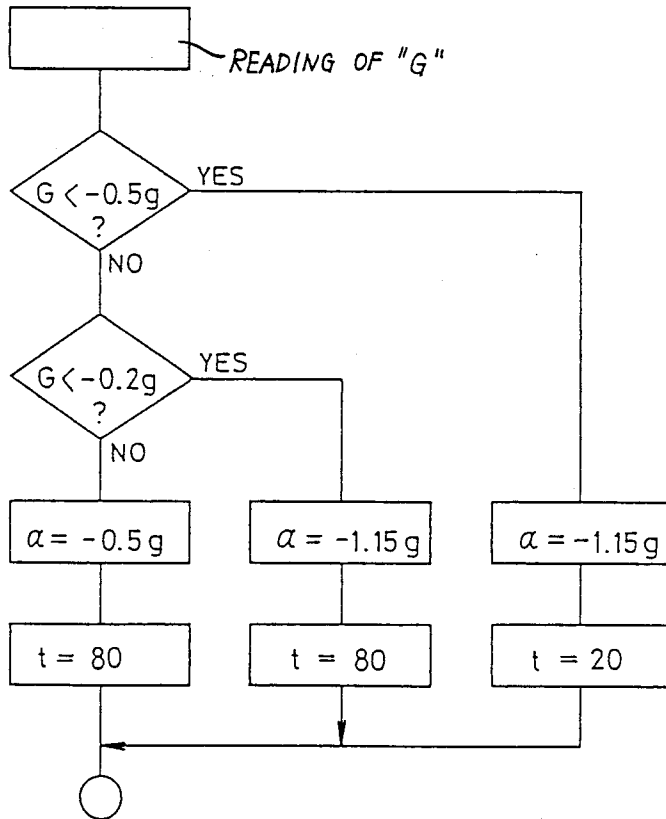 READING OF "G"
G < -0.5g
?
YES
NO
G < -0.2g
?
YES
NO
α = -0.5g
α = -1.15g
α = -1.15g
t = 80
t = 80
t = 20